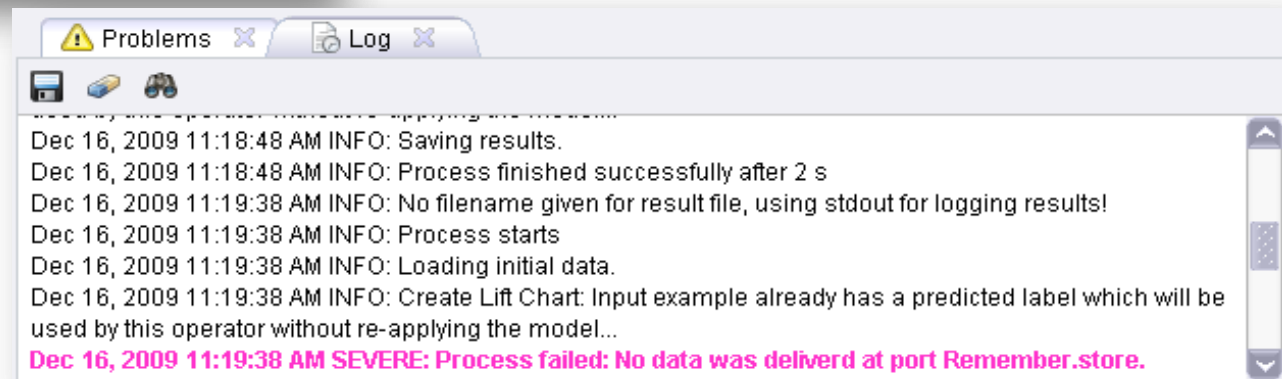 Problems
Log
Dec 16, 2009 11:18:48 AM INFO: Saving results.
Dec 16, 2009 11:18:48 AM INFO: Process finished successfully after 2 s
Dec 16, 2009 11:19:38 AM INFO: No filename given for result file, using stdout for logging results!
Dec 16, 2009 11:19:38 AM INFO: Process starts
Dec 16, 2009 11:19:38 AM INFO: Loading initial data.
Dec 16, 2009 11:19:38 AM INFO: Create Lift Chart: Input example already has a predicted label which will be
used by this operator without re-applying the model...
Dec 16, 2009 11:19:38 AM SEVERE: Process failed: No data was deliverd at port Remember.store.